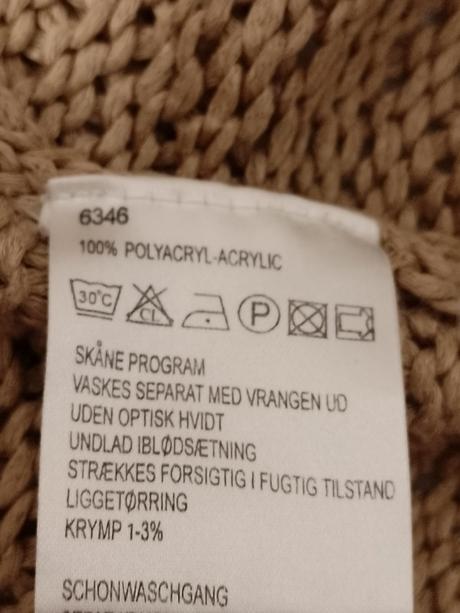 6346
100% POLYACRYL-ACRYLIC
30°C CL P
SKÅNE PROGRAM
VASKES SEPARAT MED VRANGEN UD
UDEN OPTISK HVIDT
UNDLAD IBLØDSÆTNING
STRÆKKES FORSIGTIG I FUGTIG TILSTAND
LIGGETØRRING
KRYMP 1-3%
SCHONWASCHGANG